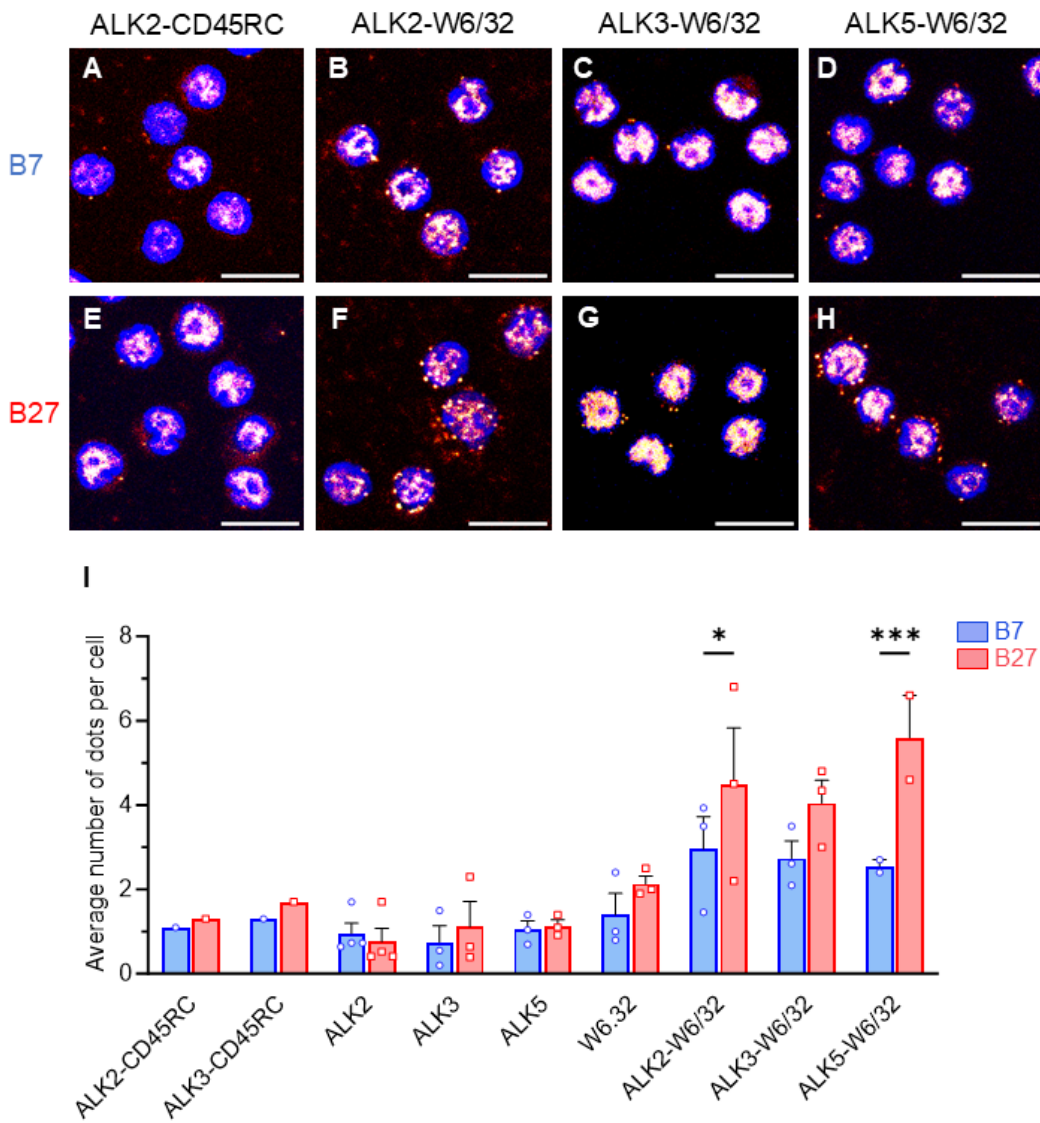 ALK2-CD45RC ALK2-W6/32 ALK3-W6/32 ALK5-W6/32
B7
A B C D
B27
E F G H
I
Average number of dots per cell
8
6
4
2
0
* ***
B7
B27
ALK2-CD45RC
ALK3-CD45RC
ALK2
ALK3
ALK5
W6.32
ALK2-W6/32
ALK3-W6/32
ALK5-W6/32